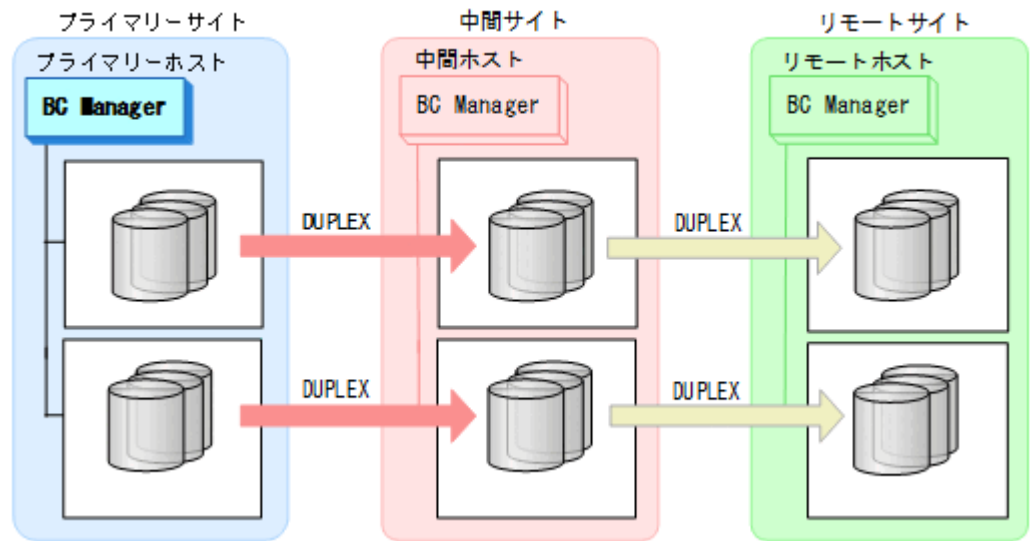 プライマリーサイト
中間サイト
リモートサイト
プライマリーホスト
中間ホスト
リモートホスト
BC Manager
BC Manager
BC Manager
DUPLEX
DUPLEX
DUPLEX
DUPLEX